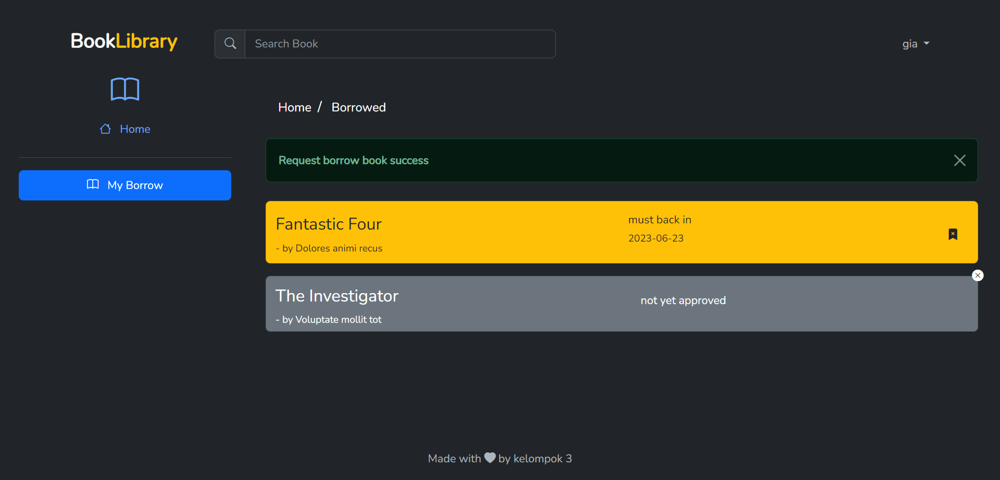 BookLibrary
Search Book
gia
Home
My Borrow
Home / Borrowed
Request borrow book success
Fantastic Four
- by Dolores animi recus
must back in
2023-06-23
The Investigator
- by Voluptate mollit tot
not yet approved
Made with by kelompok 3